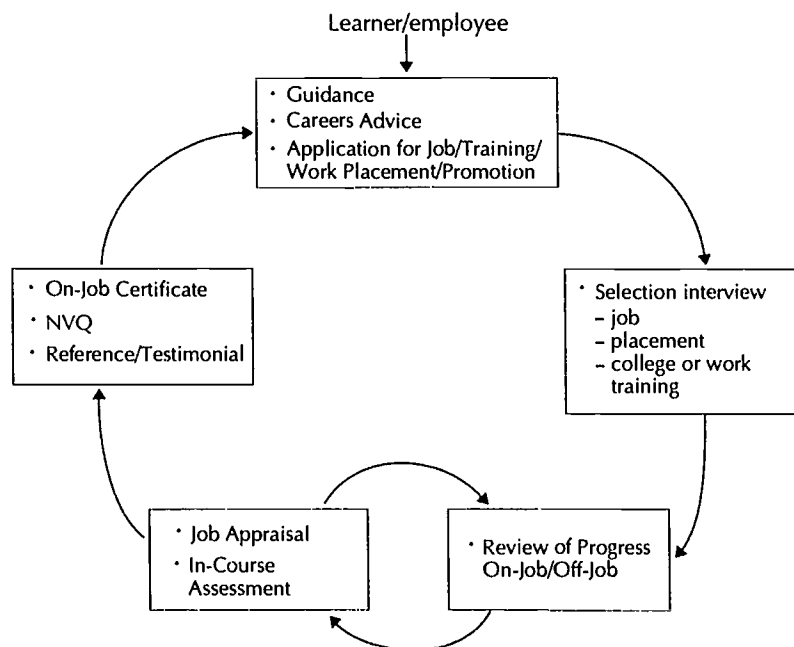 Learner/employee
· Guidance
· Careers Advice
· Application for Job/Training/
Work Placement/Promotion
· Selection interview
– job
– placement
– college or work
training
· Review of Progress
On-Job/Off-Job
· Job Appraisal
· In-Course
Assessment
· On-Job Certificate
· NVQ
· Reference/Testimonial